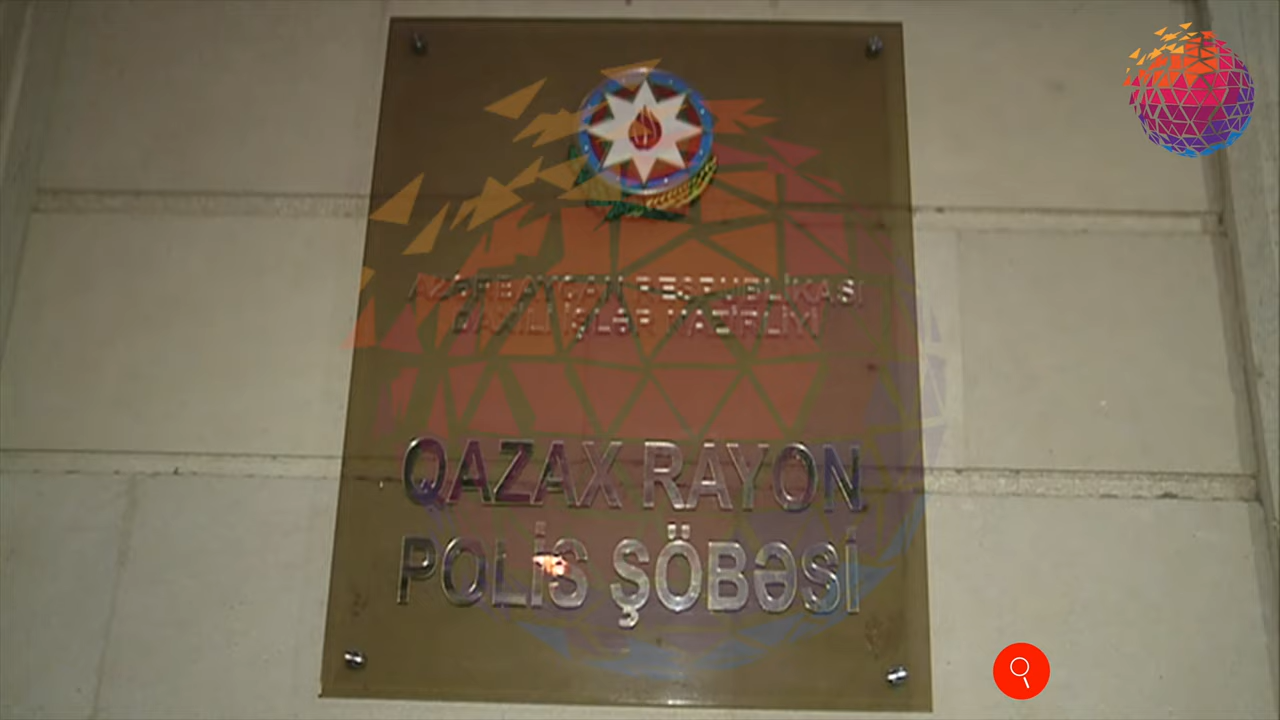 AZƏRBAYCAN RESPUBLİKASI
DAXİLİ İŞLƏR NAZİRLİYİ
QAZAX RAYON
POLİS ŞÖBƏSİ